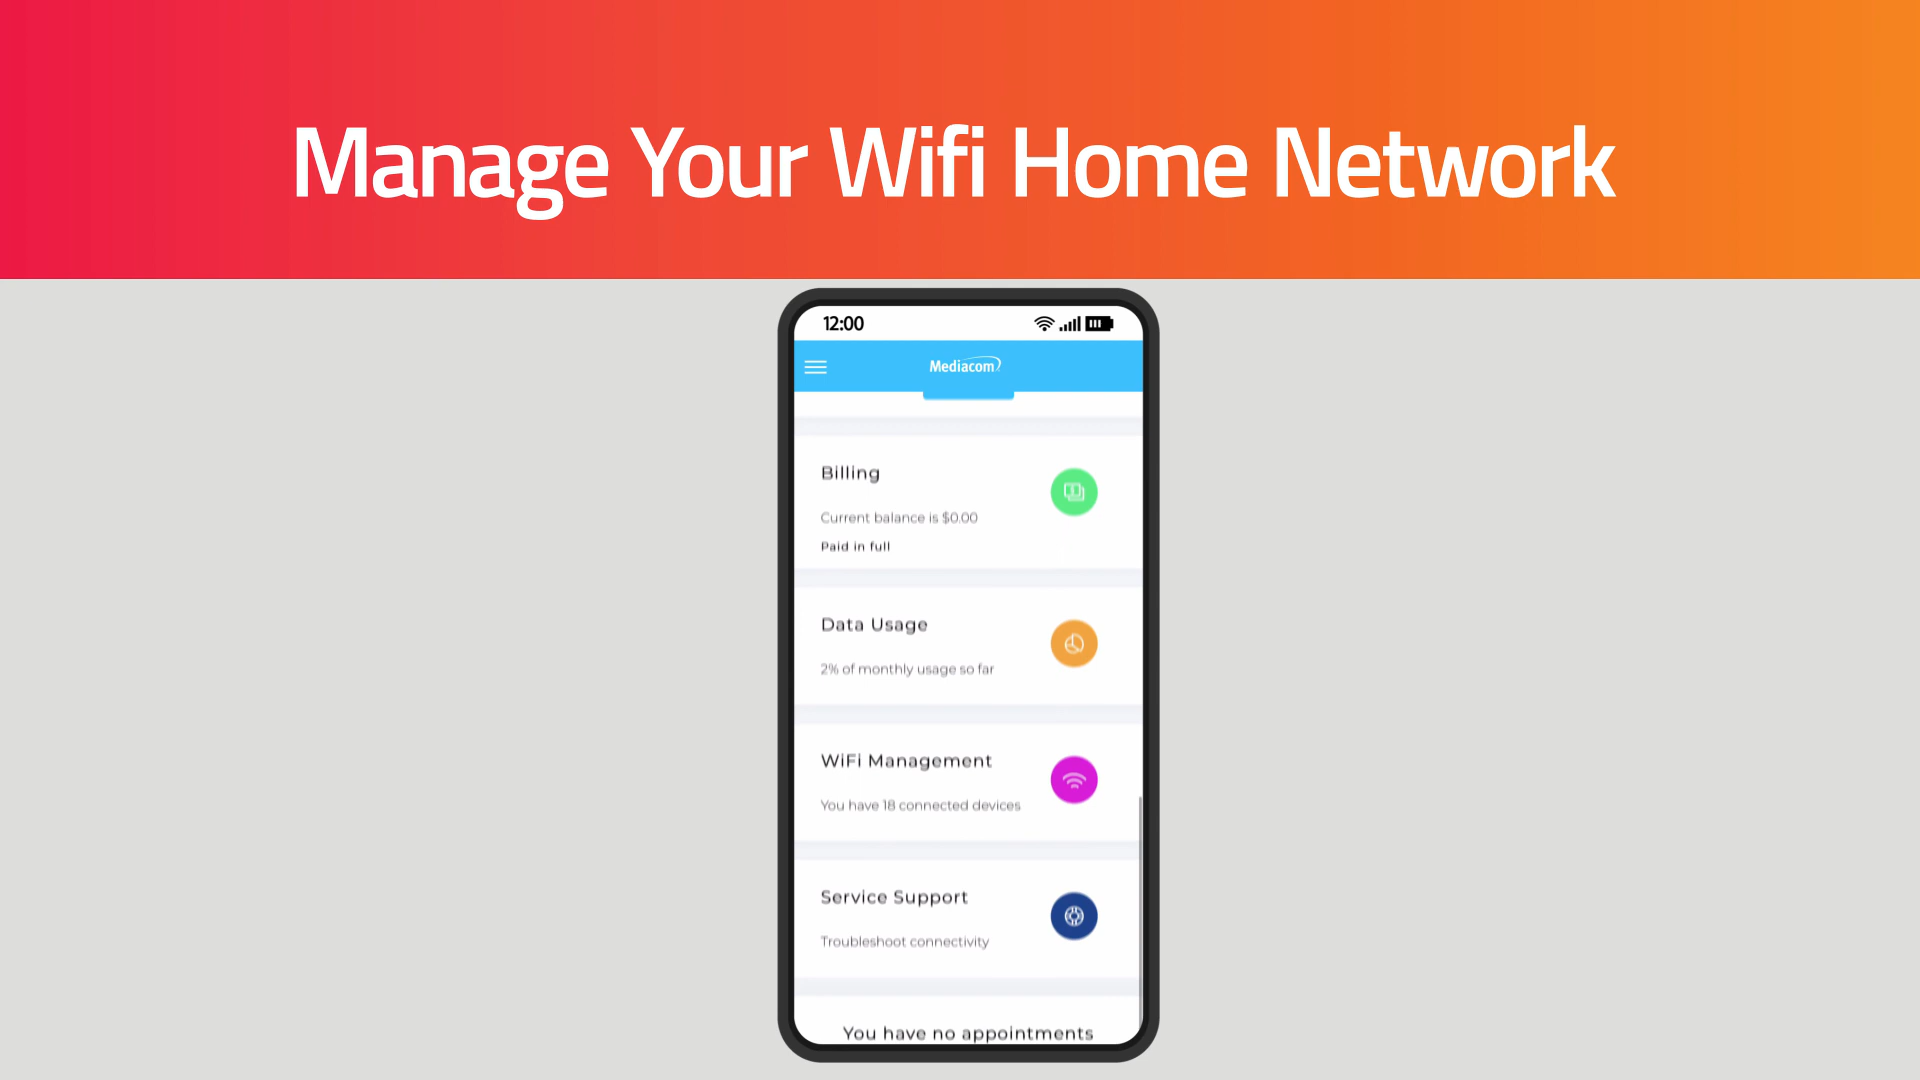 Manage Your Wifi Home Network
12:00
Mediacom
Billing
Current balance is $0.00
Paid in full
Data Usage
2% of monthly usage so far
WiFi Management
You have 18 connected devices
Service Support
Troubleshoot connectivity
You have no appointments